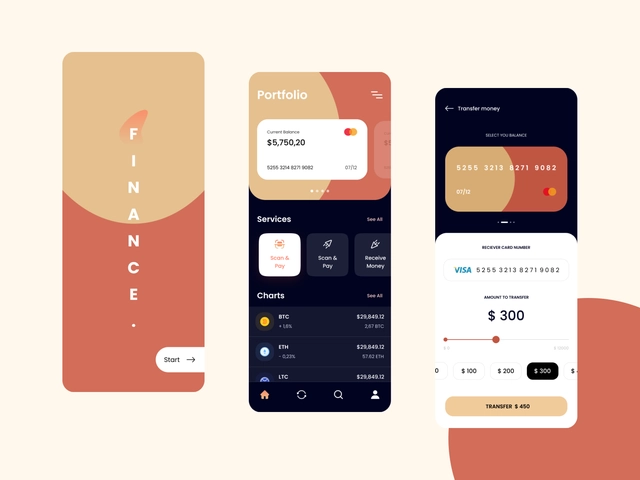 FINANCE.
Start
Portfolio
Current Balance
$5,750,20
5255 3214 8271 9082
07/12
Services
See All
Scan & Pay
Scan & Pay
Receive Money
Charts
See All
BTC
$29,849.12
+ 1,6%
2,67 BTC
ETH
$29,849.12
- 0,23%
57.62 ETH
LTC
$29,849.12
Transfer money
SELECT YOU BALANCE
5255 3213 8271 9082
07/12
RECIEVER CARD NUMBER
VISA
5255 3213 8271 9082
AMOUNT TO TRANSFER
$ 300
$ 0
$ 100
$ 200
$ 300
TRANSFER $ 450